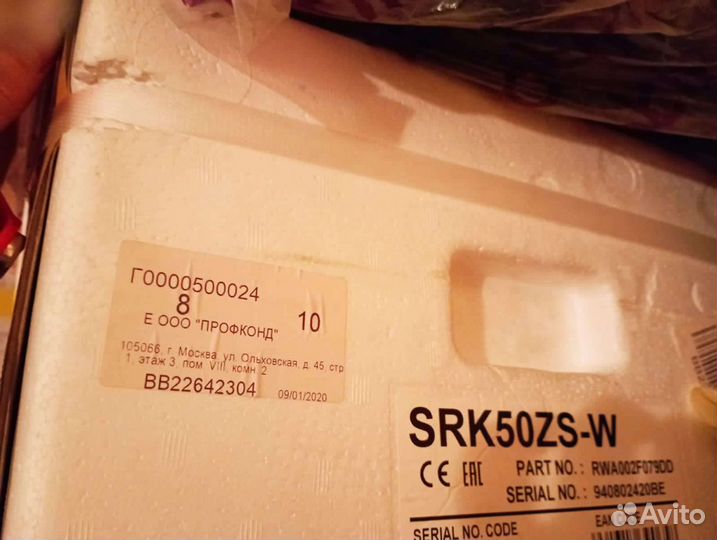 Г0000500024
8
10
Е ООО "ПРОФКОНД"
105066, г. Москва, ул. Ольховская, д. 45, стр
1, этаж 3, пом. VIII, комн. 2
ВВ22642304 09/01/2020
SRK50ZS-W
CE EAC PART NO.: RWA002F079DD
SERIAL NO.: 940802420BE
SERIAL NO. CODE
Avito